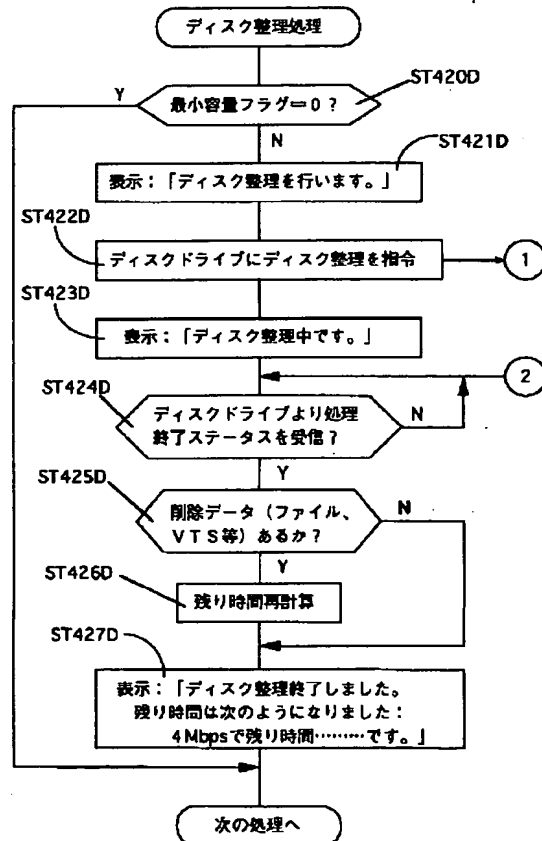 ディスク整理処理
ST420D
Y
最小容量フラグ=0？
N
ST421D
表示：「ディスク整理を行います。」
ST422D
ディスクドライブにディスク整理を指令
1
ST423D
表示：「ディスク整理中です。」
2
ST424D
ディスクドライブより処理
終了ステータスを受信？
N
Y
ST425D
削除データ（ファイル、
VTS等）あるか？
N
Y
ST426D
残り時間再計算
ST427D
表示：「ディスク整理終了しました。
残り時間は次のようになりました：
4Mbpsで残り時間………です。」
次の処理へ